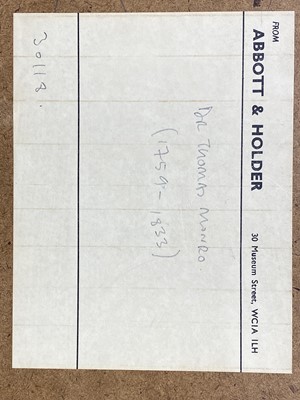 FROM
ABBOTT & HOLDER
30 Museum Street, WC1A 1LH
DR THOMAS MONRO
(1759-1833)
30118.